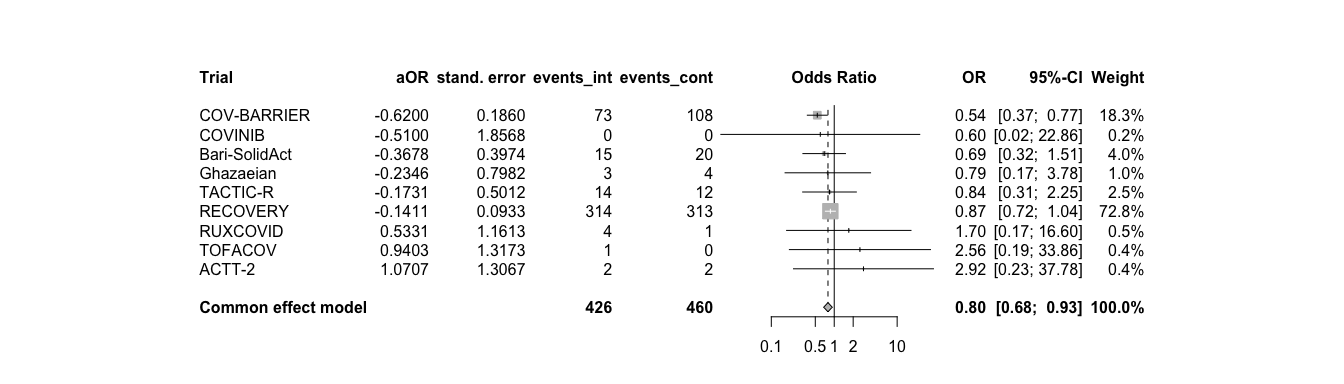 Trial aOR stand. error events_int events_cont Odds Ratio OR 95%-CI Weight
COV-BARRIER -0.6200 0.1860 73 108 0.54 [0.37; 0.77] 18.3%
COVINIB -0.5100 1.8568 0 0 0.60 [0.02; 22.86] 0.2%
Bari-SolidAct -0.3678 0.3974 15 20 0.69 [0.32; 1.51] 4.0%
Ghazaeian -0.2346 0.7982 3 4 0.79 [0.17; 3.78] 1.0%
TACTIC-R -0.1731 0.5012 14 12 0.84 [0.31; 2.25] 2.5%
RECOVERY -0.1411 0.0933 314 313 0.87 [0.72; 1.04] 72.8%
RUXCOVID 0.5331 1.1613 4 1 1.70 [0.17; 16.60] 0.5%
TOFACOV 0.9403 1.3173 1 0 2.56 [0.19; 33.86] 0.4%
ACTT-2 1.0707 1.3067 2 2 2.92 [0.23; 37.78] 0.4%
Common effect model 426 460 0.80 [0.68; 0.93] 100.0%
0.1 0.5 1 2 10